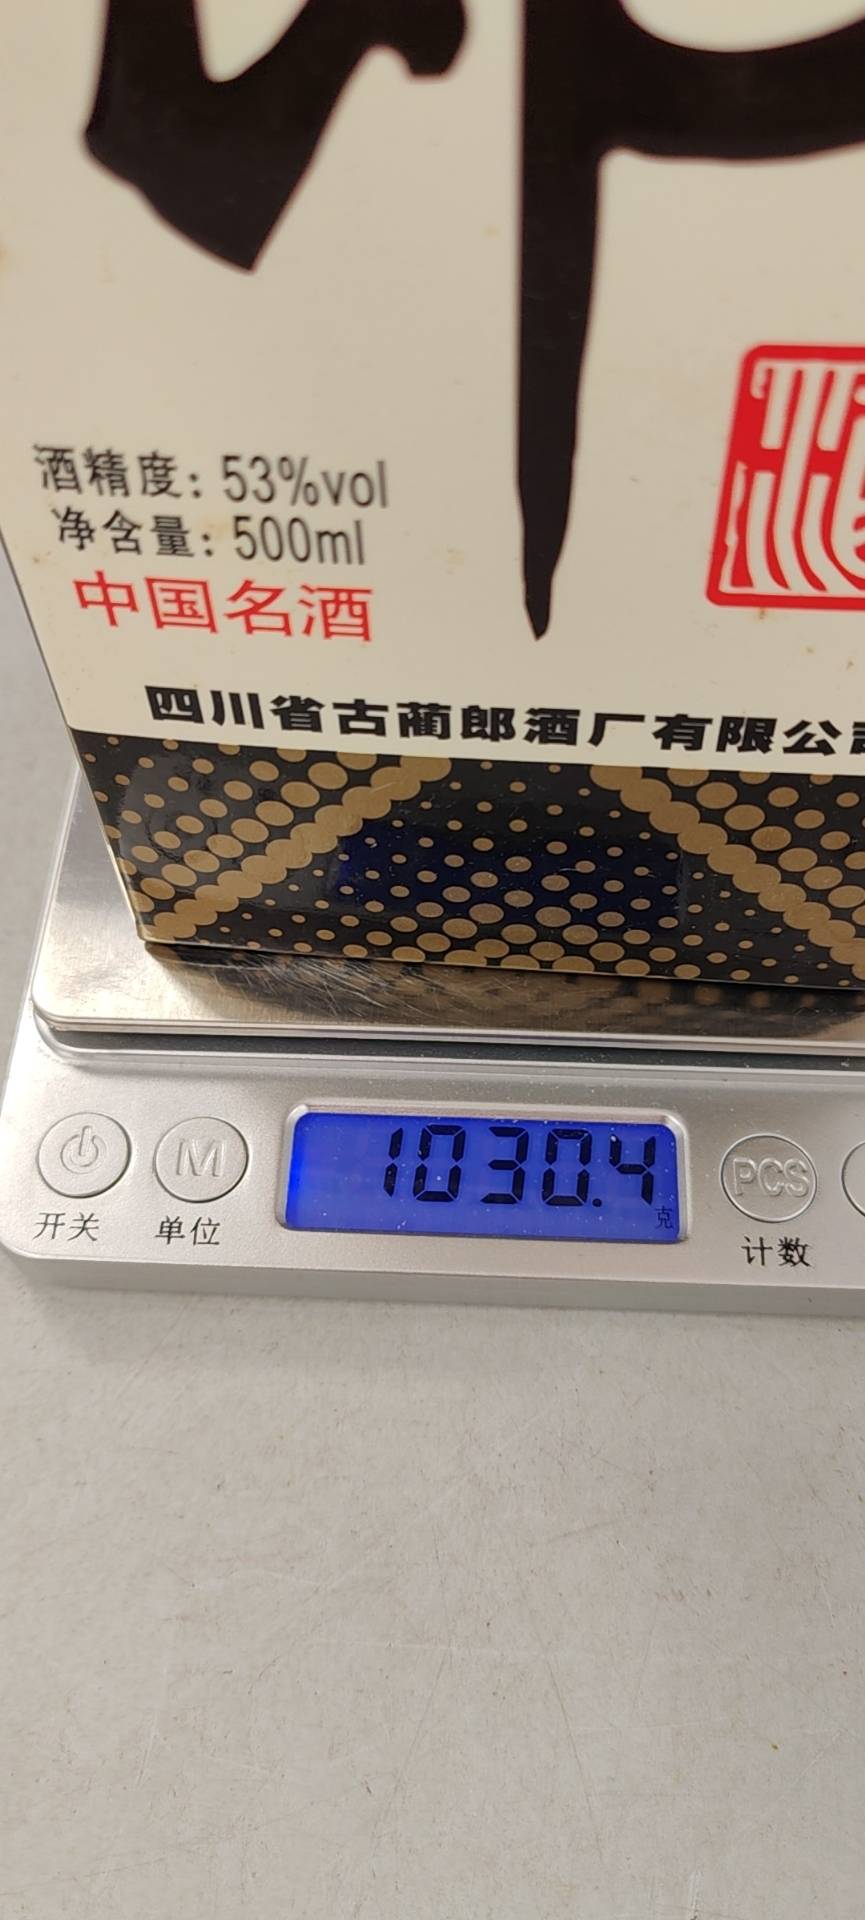 酒精度: 53%vol
净含量: 500ml
中国名酒
四川省古蔺郎酒厂有限公
1030.4
克
M
PCS
开关
单位
计数